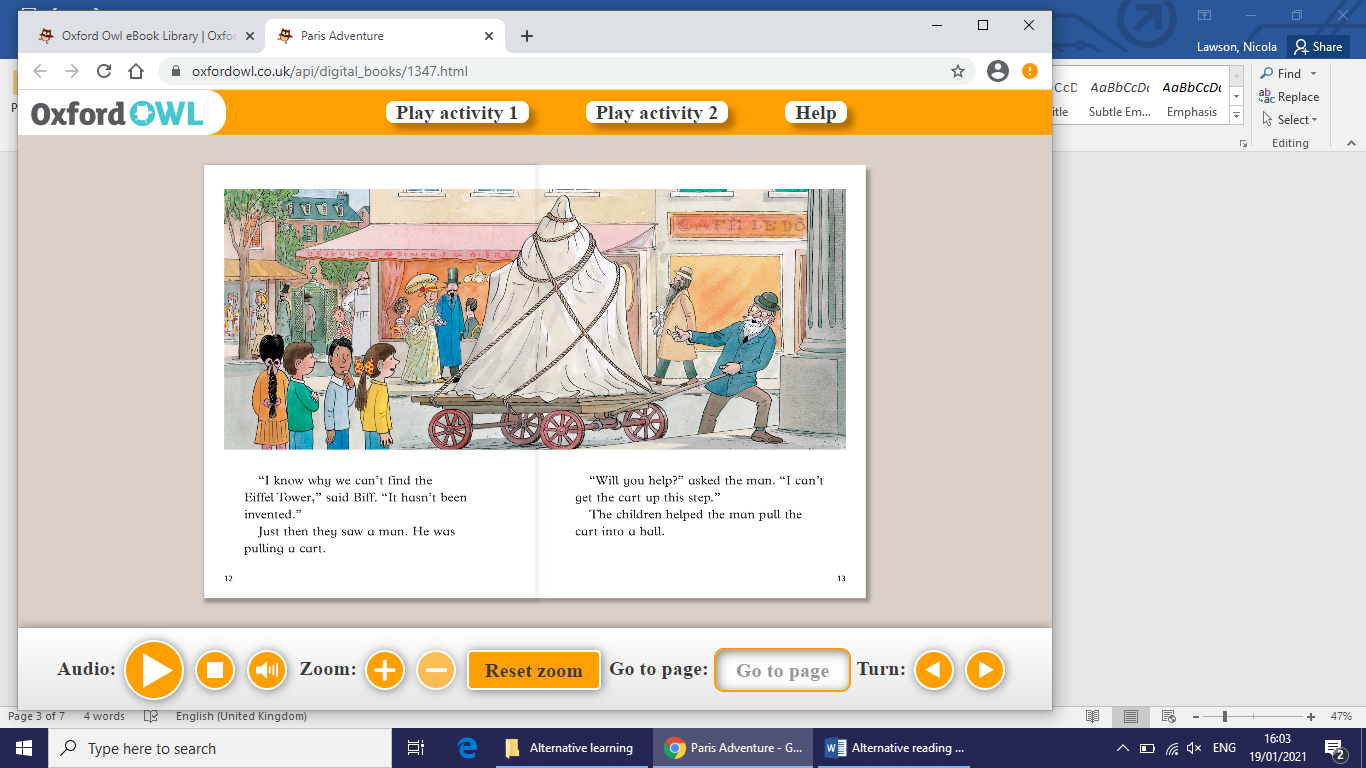 Oxford Owl eBook Library | Oxfo
Paris Adventure
oxfordowl.co.uk/api/digital_books/1347.html
Lawson, Nicola
Share
Find
Replace
Select
Editing
AaBbCcDc
AaBbCcDc
Subtle Em...
Emphasis
Oxford OWL
Play activity 1
Play activity 2
Help
CAFÉ LE DÔ
“I know why we can’t find the
Eiffel Tower,” said Biff. “It hasn’t been
invented.”
Just then they saw a man. He was
pulling a cart.
12
“Will you help?” asked the man. “I can’t
get the cart up this step.”
The children helped the man pull the
cart into a hall.
13
Audio:
Zoom:
Reset zoom
Go to page:
Go to page
Turn:
Page 3 of 7
4 words
English (United Kingdom)
47%
Type here to search
Alternative learning
Paris Adventure - G...
Alternative reading ...
ENG
16:03
19/01/2021
2